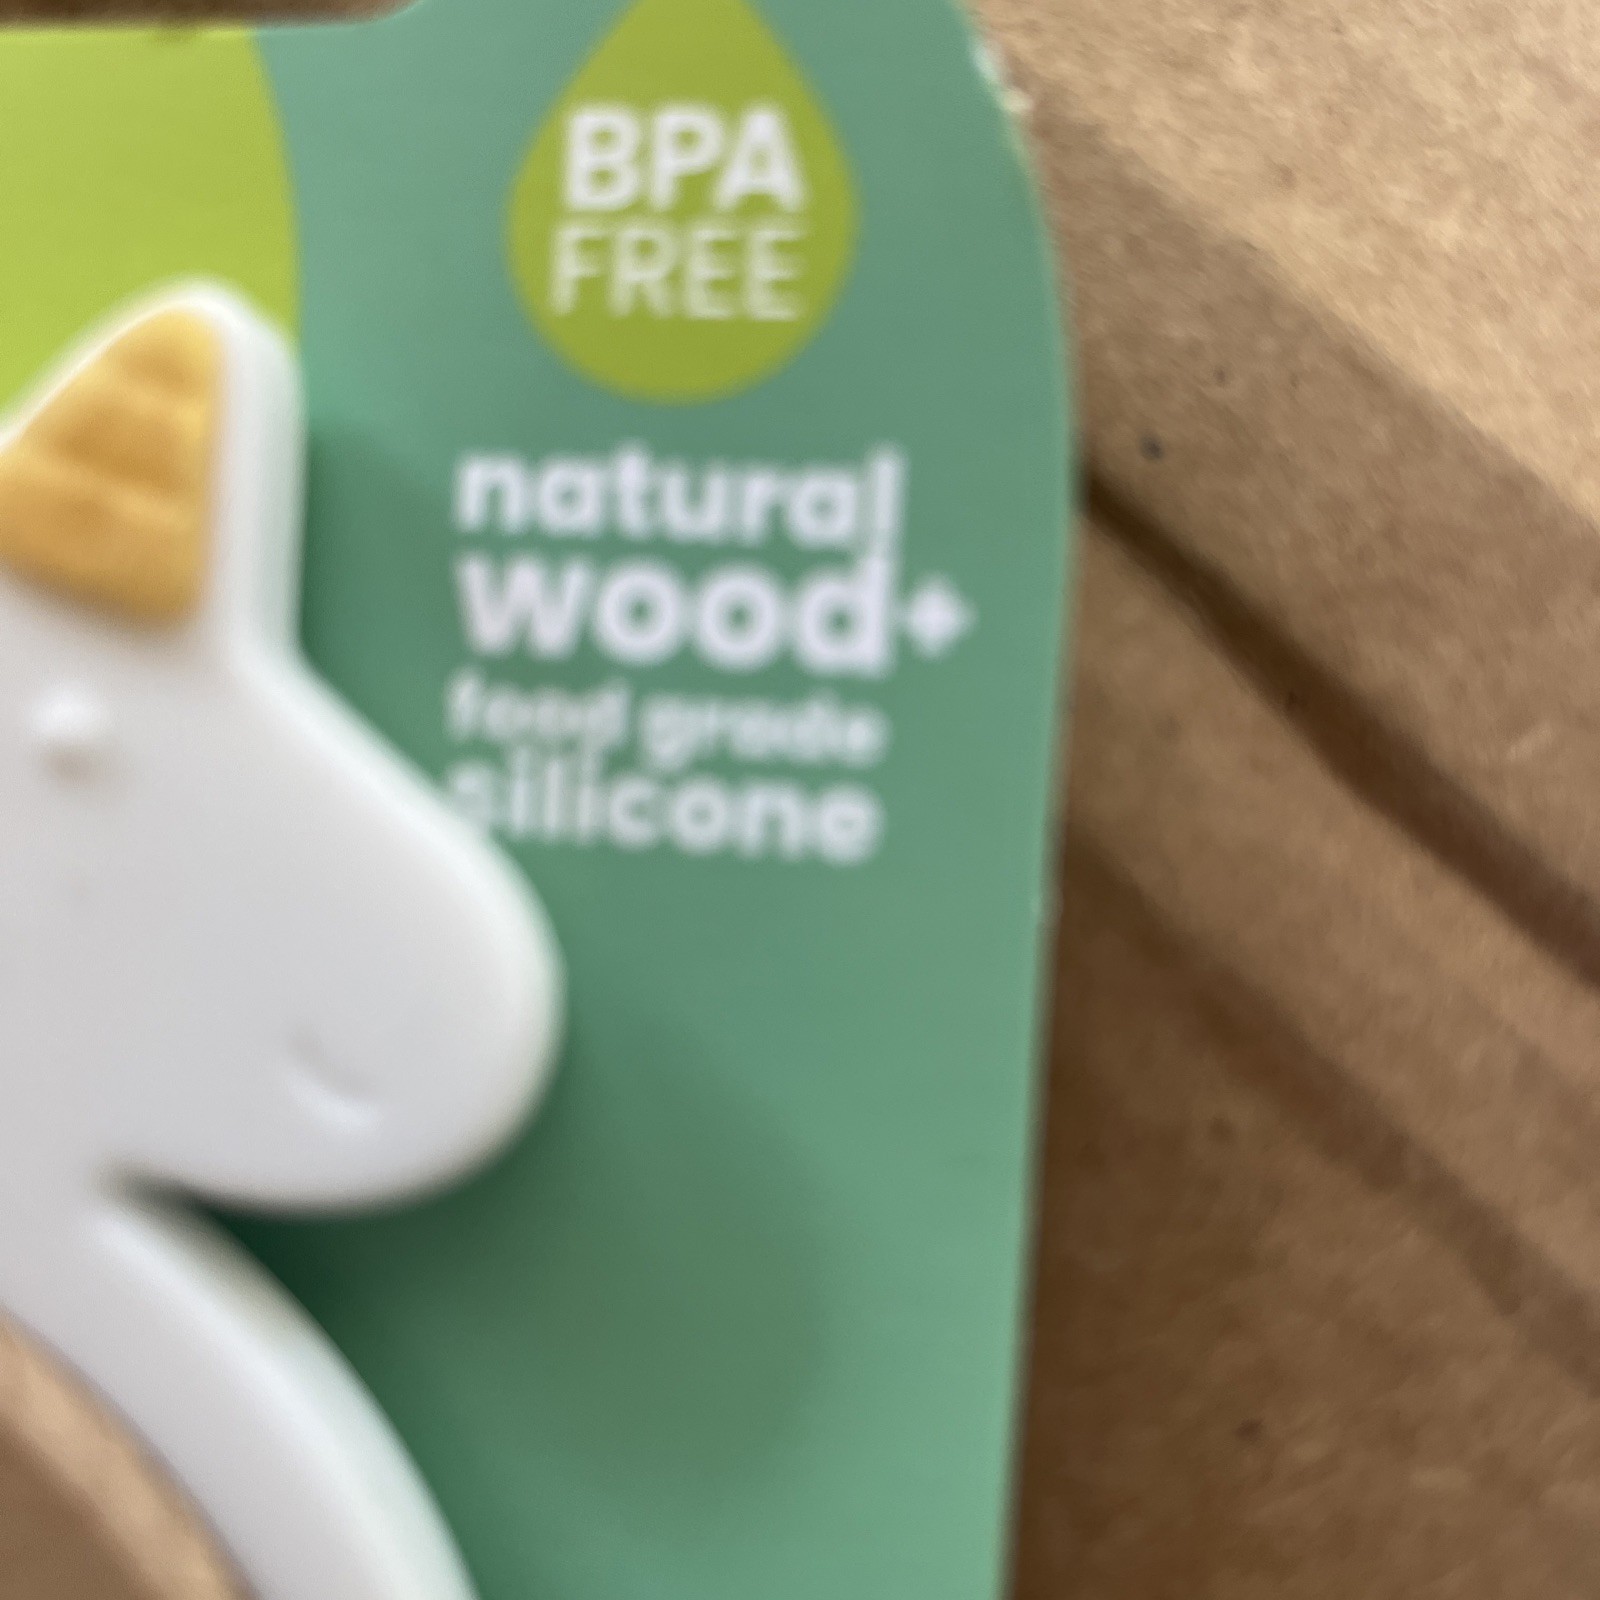 BPA
FREE
natural
wood+
food grade
silicone